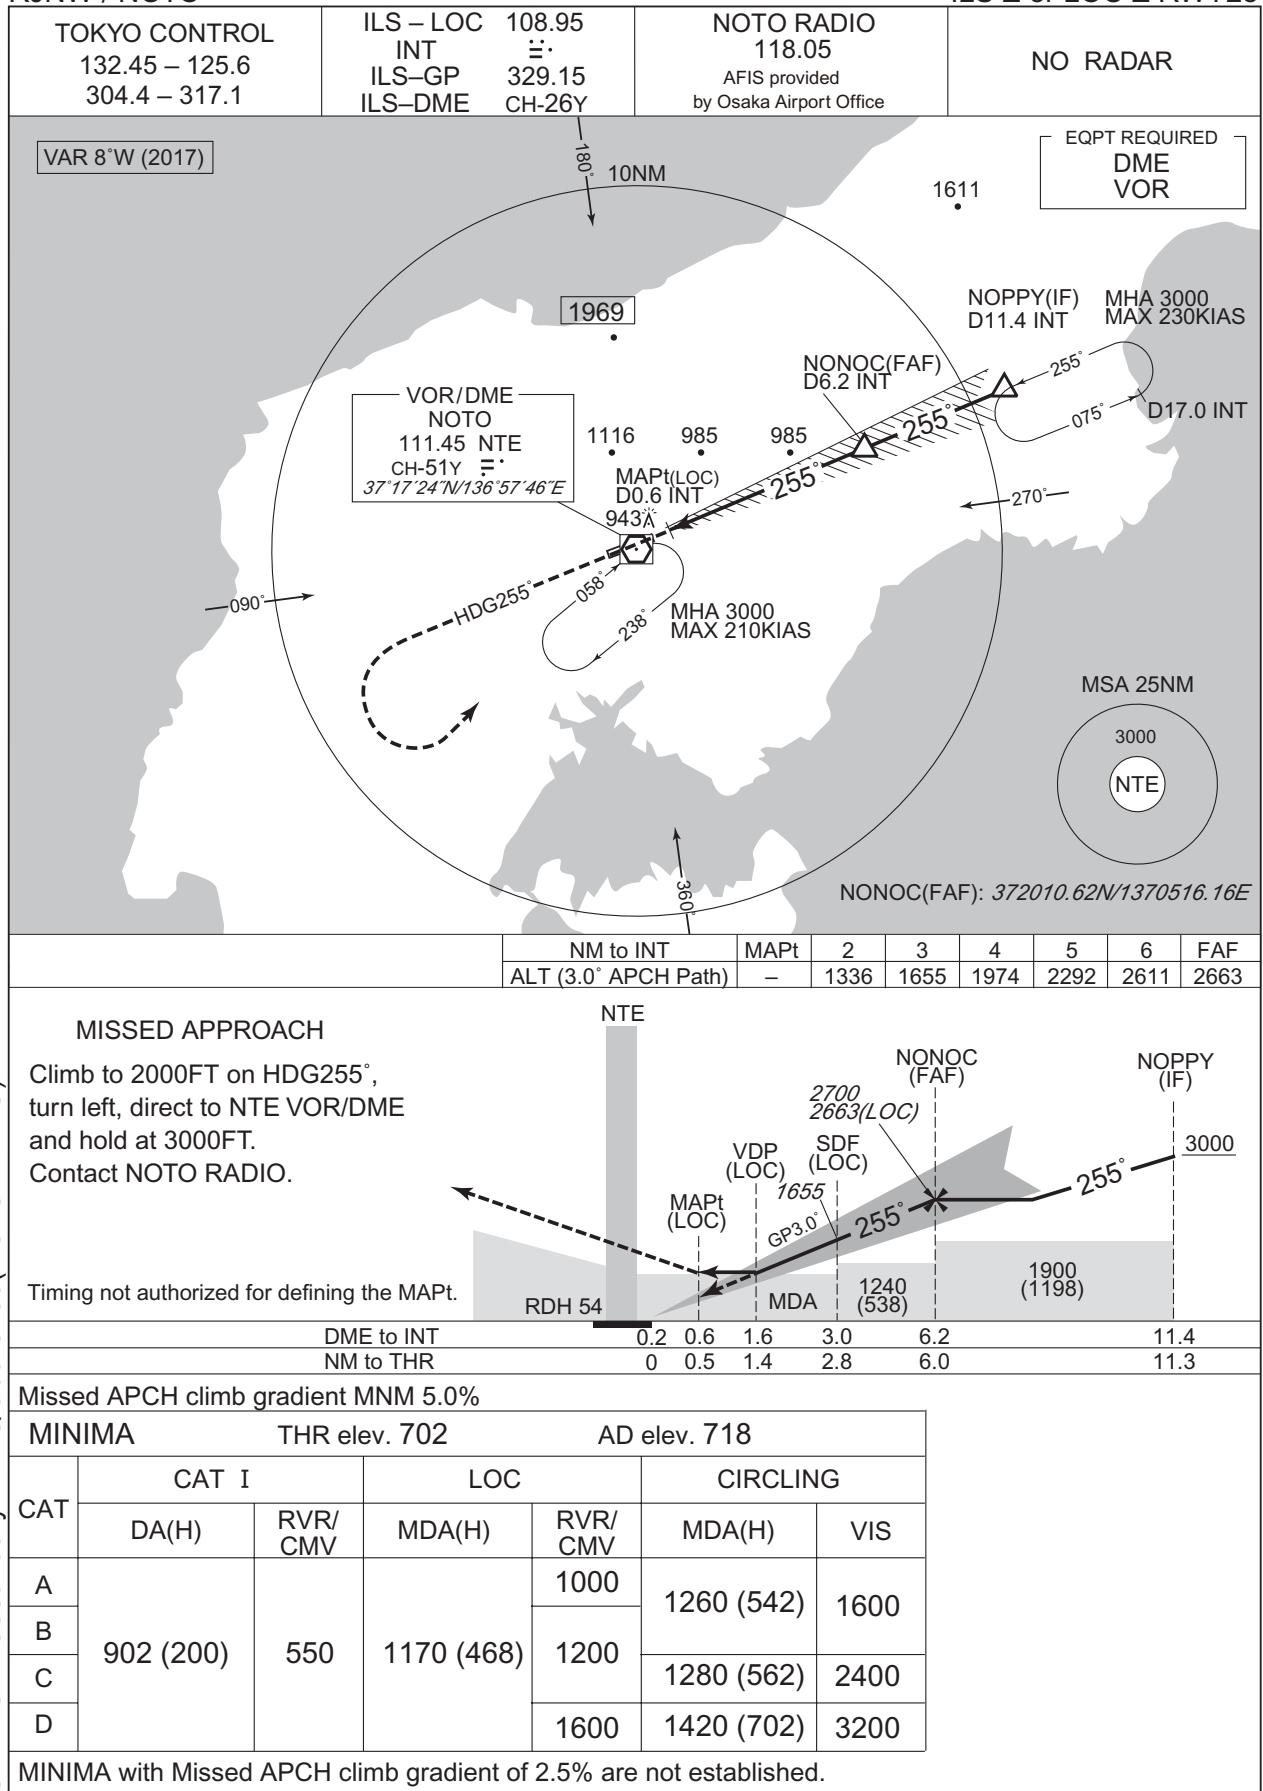 TOKYO CONTROL
132.45 – 125.6
304.4 – 317.1
ILS – LOC 108.95
INT
ILS–GP 329.15
ILS–DME CH-26Y
NOTO RADIO
118.05
AFIS provided
by Osaka Airport Office
NO RADAR
VAR 8°W (2017)
EQPT REQUIRED
DME
VOR
180°
10NM
1611
1969
NOPPY(IF)
D11.4 INT
MHA 3000
MAX 230KIAS
NONOC(FAF)
D6.2 INT
255°
075°
D17.0 INT
255°
255°
VOR/DME
NOTO
111.45 NTE
CH-51Y
37°17′24″N/136°57′46″E
1116
985
985
MAPt(LOC)
D0.6 INT
943
270°
090°
HDG255°
058°
238°
MHA 3000
MAX 210KIAS
MSA 25NM
3000
NTE
360°
NONOC(FAF): 372010.62N/1370516.16E
NM to INT MAPt 2 3 4 5 6 FAF
ALT (3.0° APCH Path) – 1336 1655 1974 2292 2611 2663
MISSED APPROACH
Climb to 2000FT on HDG255°,
turn left, direct to NTE VOR/DME
and hold at 3000FT.
Contact NOTO RADIO.
Timing not authorized for defining the MAPt.
NTE
NONOC
(FAF)
NOPPY
(IF)
2700
2663(LOC)
VDP
(LOC)
SDF
(LOC)
3000
1655
MAPt
(LOC)
255°
255°
GP3.0°
RDH 54
MDA
1240
(538)
1900
(1198)
DME to INT 0.2 0.6 1.6 3.0 6.2 11.4
NM to THR 0 0.5 1.4 2.8 6.0 11.3
Missed APCH climb gradient MNM 5.0%
MINIMA THR elev. 702 AD elev. 718
CAT CAT I LOC CIRCLING
DA(H) RVR/CMV MDA(H) RVR/CMV MDA(H) VIS
A 902 (200) 550 1170 (468) 1000 1260 (542) 1600
B 1200
C 1280 (562) 2400
D 1600 1420 (702) 3200
MINIMA with Missed APCH climb gradient of 2.5% are not established.